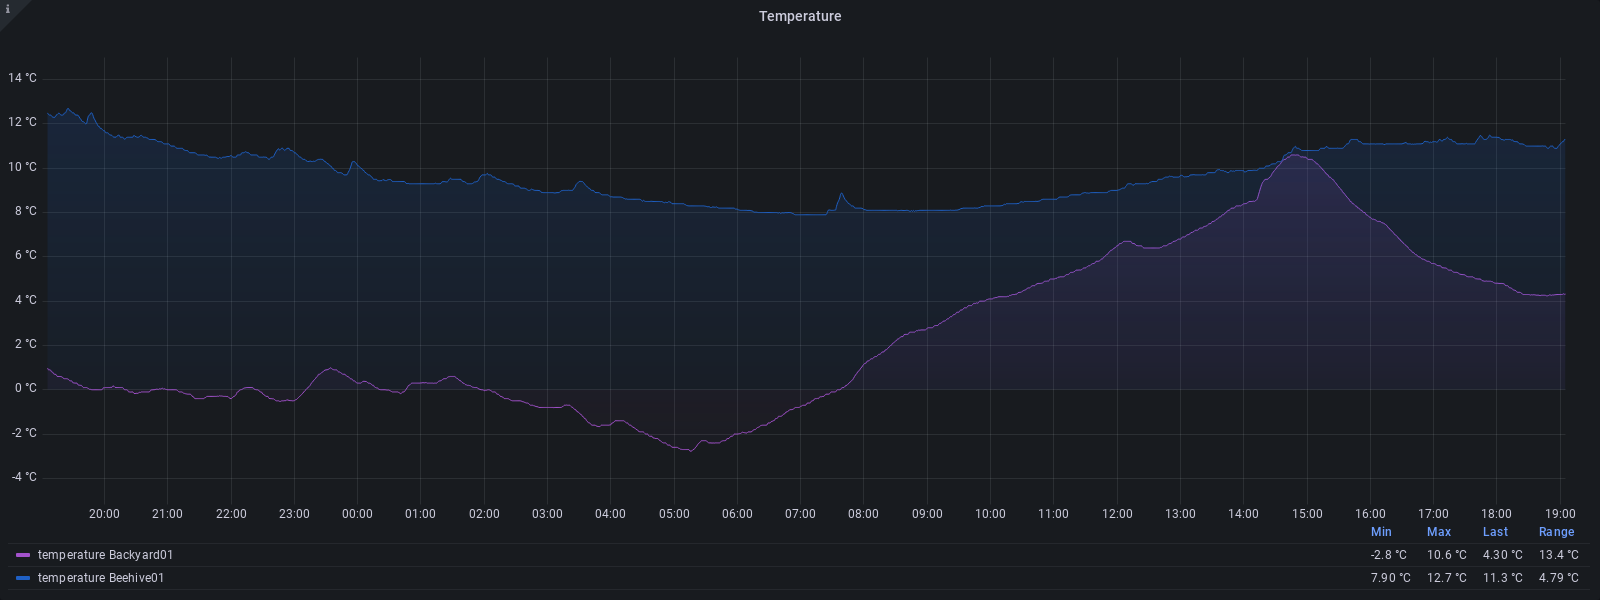 i
Temperature
14 °C
12 °C
10 °C
8 °C
6 °C
4 °C
2 °C
0 °C
-2 °C
-4 °C
20:00 21:00 22:00 23:00 00:00 01:00 02:00 03:00 04:00 05:00 06:00 07:00 08:00 09:00 10:00 11:00 12:00 13:00 14:00 15:00 16:00 17:00 18:00 19:00
Min Max Last Range
temperature Backyard01 -2.8 °C 10.6 °C 4.30 °C 13.4 °C
temperature Beehive01 7.90 °C 12.7 °C 11.3 °C 4.79 °C